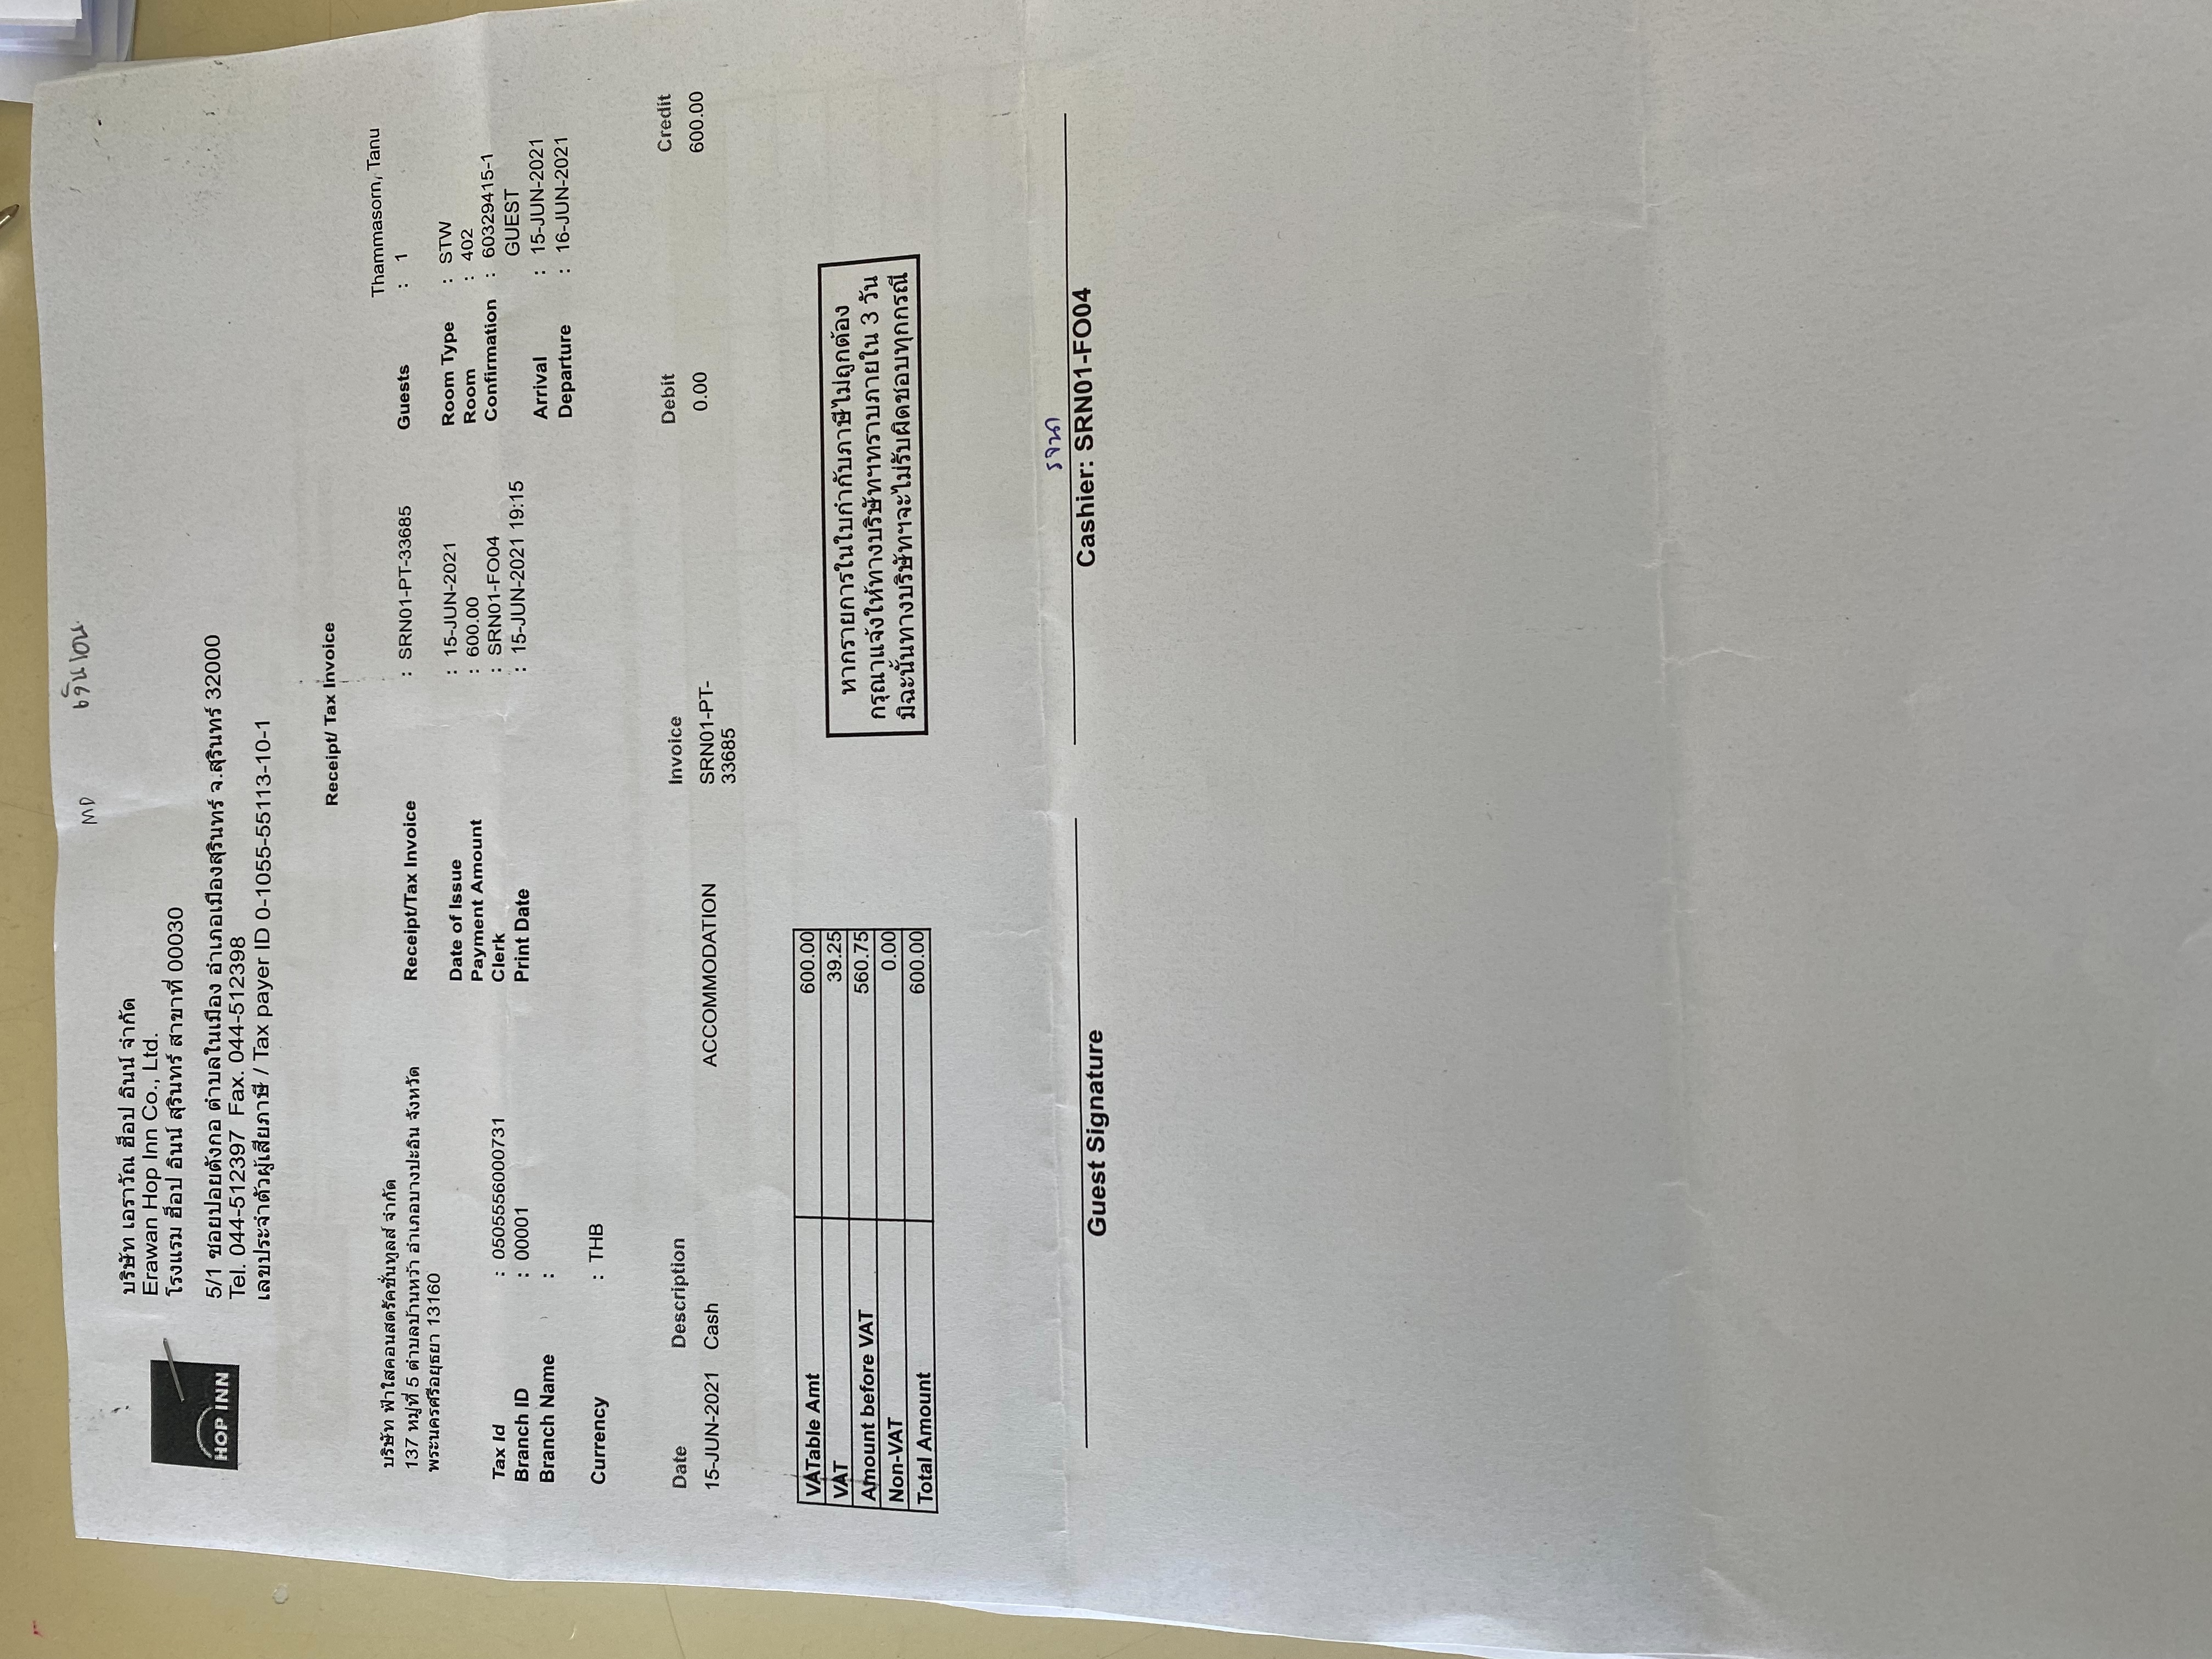 MD
HOP INN
บริษัท เอราวัณ ฮ็อป อินน์ จำกัด
Erawan Hop Inn Co., Ltd.
โรงแรม ฮ็อป อินน์ สุรินทร์ สาขาที่ 00030
5/1 ซอยปอยตังกอ ตำบลในเมือง อำเภอเมืองสุรินทร์ จ.สุรินทร์ 32000
Tel. 044-512397 Fax. 044-512398
เลขประจำตัวผู้เสียภาษี / Tax payer ID 0-1055-55113-10-1
Receipt/ Tax Invoice
บริษัท ฟ้าใสคอนสตรัคชั่นทูลส์ จำกัด
137 หมู่ที่ 5 ตำบลบ้านหว้า อำเภอบางปะอิน จังหวัด
พระนครศรีอยุธยา 13160
Tax Id : 0505556000731
Branch ID : 00001
Branch Name :
Currency : THB
Receipt/Tax Invoice : SRN01-PT-33685
Date of Issue : 15-JUN-2021
Payment Amount : 600.00
Clerk : SRN01-FO04
Print Date : 15-JUN-2021 19:15
Thammasorn, Tanu
Guests : 1
Room Type : STW
Room : 402
Confirmation : 60329415-1
GUEST
Arrival : 15-JUN-2021
Departure : 16-JUN-2021
Date Description Invoice Debit Credit
15-JUN-2021 Cash ACCOMMODATION SRN01-PT- 0.00 600.00
33685
VATable Amt 600.00
VAT 39.25
Amount before VAT 560.75
Non-VAT 0.00
Total Amount 600.00
หากรายการในใบกำกับภาษีไม่ถูกต้อง
กรุณาแจ้งให้ทางบริษัทฯทราบภายใน 3 วัน
มิฉะนั้นทางบริษัทฯจะไม่รับผิดชอบทุกกรณี
รจนา
Guest Signature
Cashier: SRN01-FO04